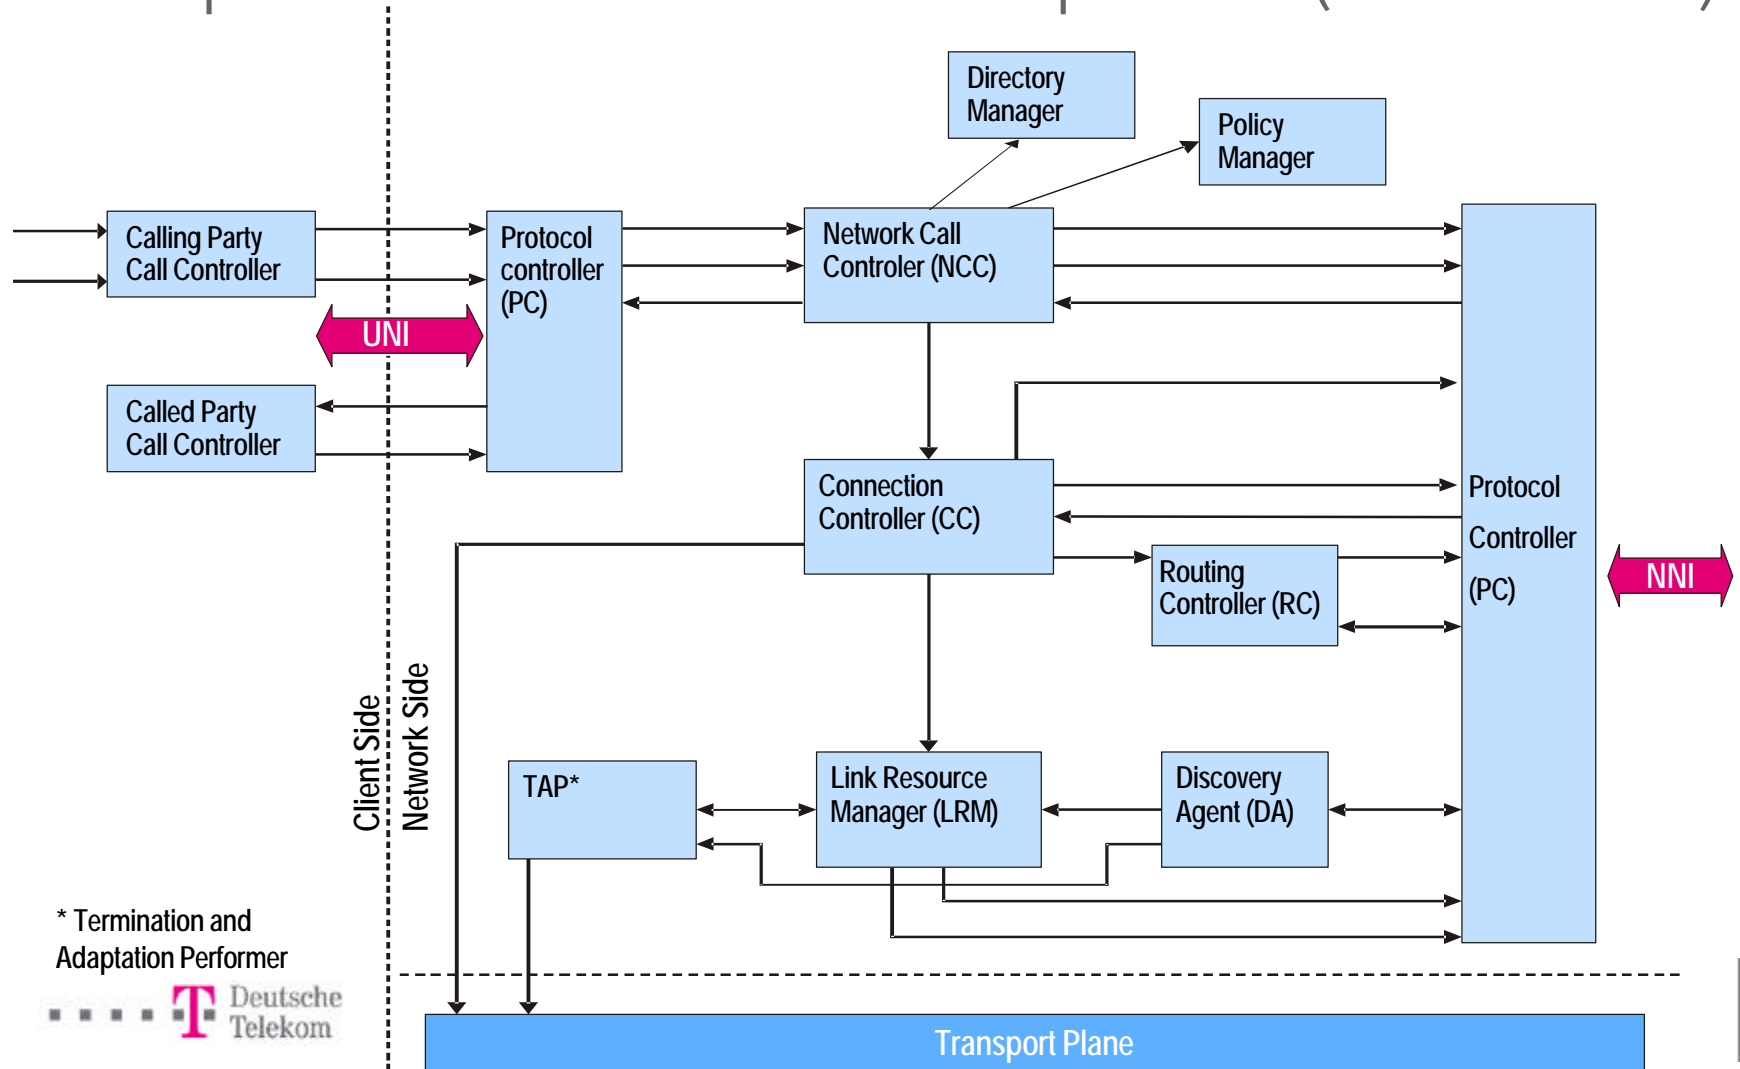 Directory
Manager
Policy
Manager
Calling Party
Call Controller
Protocol
controller
(PC)
Network Call
Controler (NCC)
UNI
Called Party
Call Controller
Connection
Controller (CC)
Protocol
Controller
(PC)
Routing
Controller (RC)
NNI
Client Side
Network Side
TAP*
Link Resource
Manager (LRM)
Discovery
Agent (DA)
* Termination and
Adaptation Performer
T Deutsche
Telekom
Transport Plane